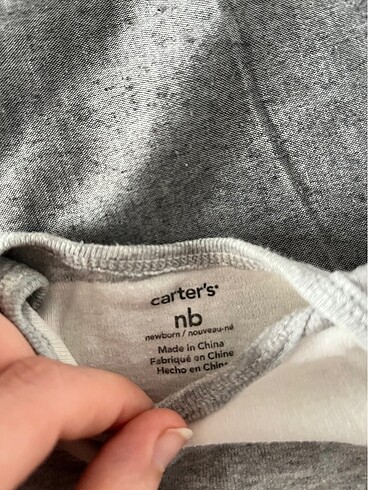 carter's®
nb
newborn / nouveau-né
Made in China
Fabriqué en Chine
Hecho en China